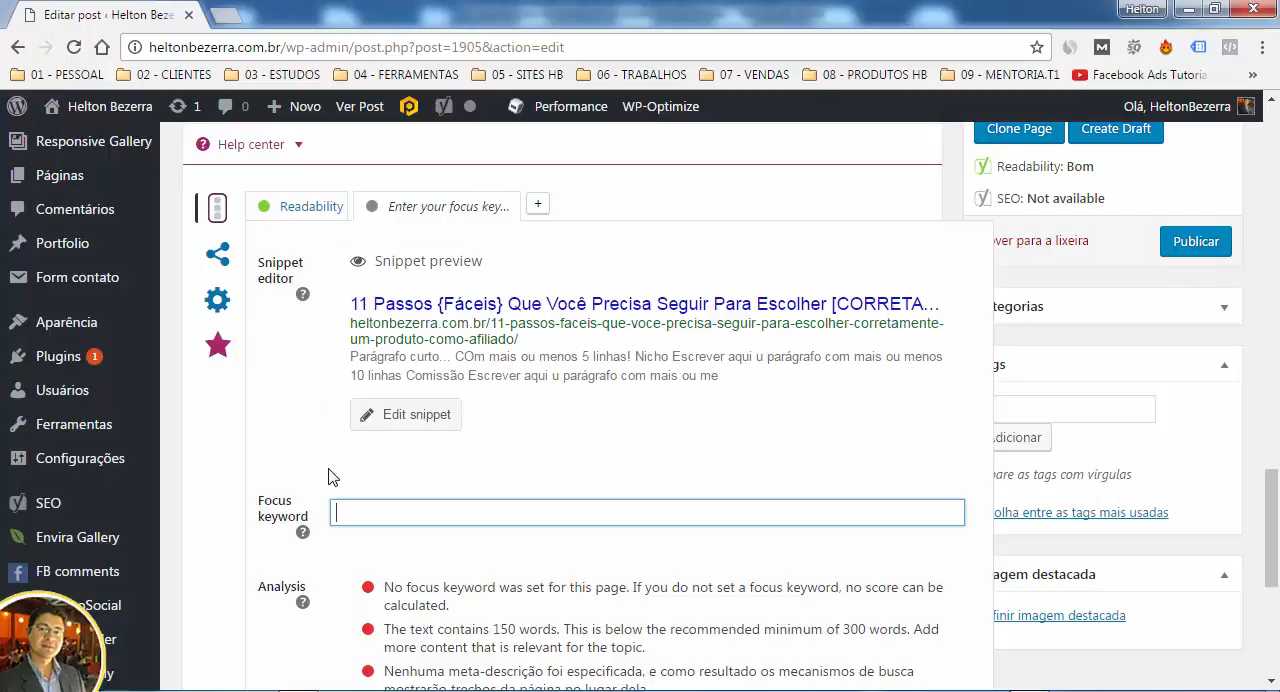 Editar post ‹ Helton Beze
Helton
heltonbezerra.com.br/wp-admin/post.php?post=1905&action=edit
01 - PESSOAL 02 - CLIENTES 03 - ESTUDOS 04 - FERRAMENTAS 05 - SITES HB 06 - TRABALHOS 07 - VENDAS 08 - PRODUTOS HB 09 - MENTORIA.T1 Facebook Ads Tutoria »
Helton Bezerra 1 0 Novo Ver Post Performance WP-Optimize Olá, HeltonBezerra
Responsive Gallery
Páginas
Comentários
Portfolio
Form contato
Aparência
Plugins 1
Usuários
Ferramentas
Configurações
SEO
Envira Gallery
FB comments
Social
Help center
Readability Enter your focus key... +
Snippet
editor
Snippet preview
11 Passos {Fáceis} Que Você Precisa Seguir Para Escolher [CORRETA...
heltonbezerra.com.br/11-passos-faceis-que-voce-precisa-seguir-para-escolher-corretamente-
um-produto-como-afiliado/
Parágrafo curto... COm mais ou menos 5 linhas! Nicho Escrever aqui u parágrafo com mais ou menos
10 linhas Comissão Escrever aqui u parágrafo com mais ou me
Edit snippet
Focus
keyword
Analysis
No focus keyword was set for this page. If you do not set a focus keyword, no score can be
calculated.
The text contains 150 words. This is below the recommended minimum of 300 words. Add
more content that is relevant for the topic.
Nenhuma meta-descrição foi especificada, e como resultado os mecanismos de busca
mostrarão trechos da página no lugar dela.
Clone Page Create Draft
Readability: Bom
SEO: Not available
over para a lixeira
Publicar
tegorias
gs
dicionar
are as tags com virgulas
olha entre as tags mais usadas
agem destacada
finir imagem destacada